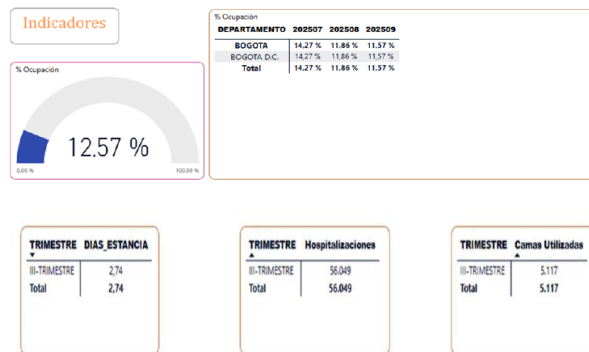 Indicadores
% Ocupación
12,57 %
0,00 %
100,00 %
% Ocupación
DEPARTAMENTO 202507 202508 202509
BOGOTA 14,27 % 11,86 % 11,57 %
BOGOTA D.C. 14,27 % 11,86 % 11,57 %
Total 14,27 % 11,86 % 11,57 %
TRIMESTRE DIAS_ESTANCIA
III-TRIMESTRE 2,74
Total 2,74
TRIMESTRE Hospitalizaciones
III-TRIMESTRE 56.049
Total 56.049
TRIMESTRE Camas Utilizadas
III-TRIMESTRE 5.117
Total 5.117